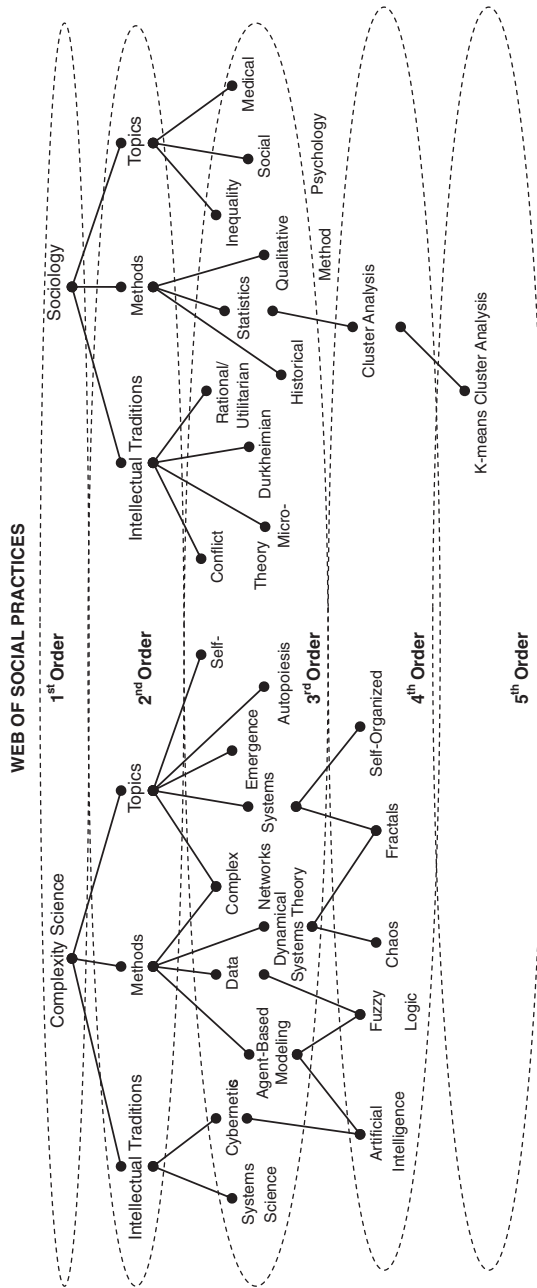 WEB OF SOCIAL PRACTICES
1st Order
Complexity Science
Sociology
2nd Order
Intellectual Traditions
Methods
Topics
Intellectual Traditions
Methods
Topics
3rd Order
Systems
Science
Cybernetics
Agent-Based
Modeling
Data
Networks
Dynamical
Systems Theory
Complex
Systems
Emergence
Autopoiesis
Self-
Conflict
Theory
Micro-
Durkheimian
Rational/
Utilitarian
Historical
Statistics
Qualitative
Method
Inequality
Social
Psychology
Medical
4th Order
Artificial
Intelligence
Fuzzy
Logic
Chaos
Fractals
Self-Organized
Cluster Analysis
5th Order
K-means Cluster Analysis